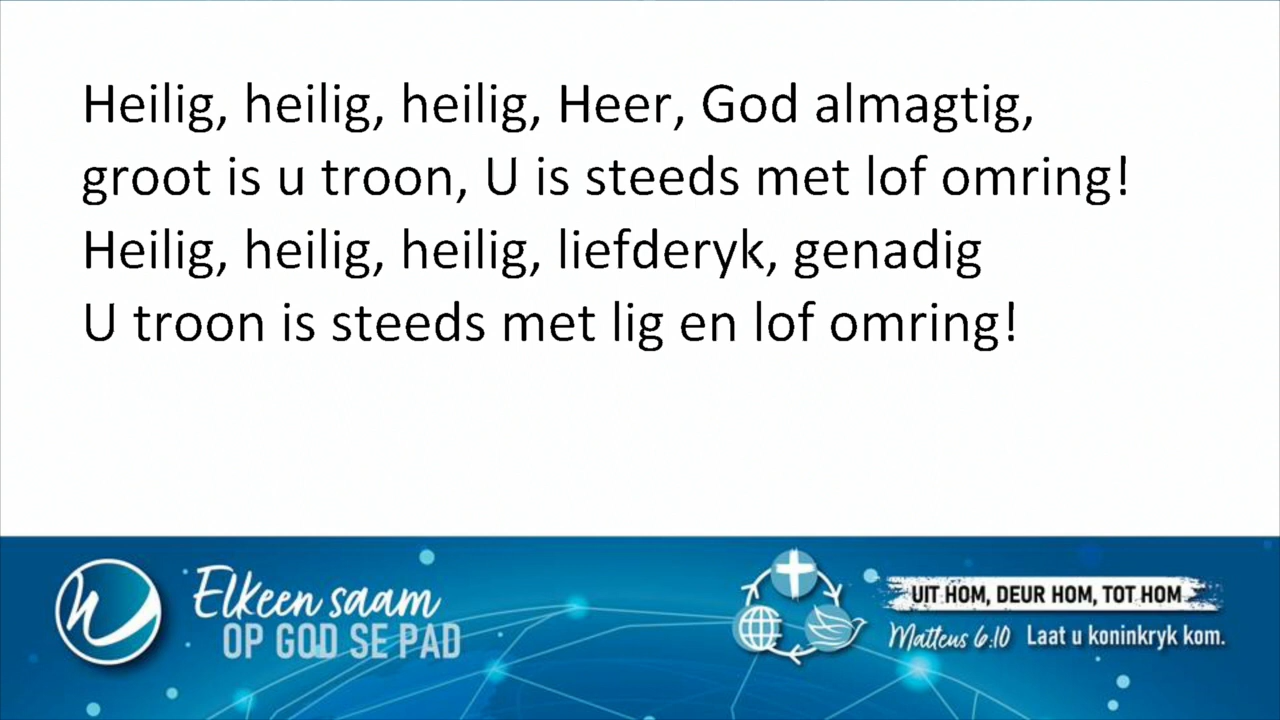 Heilig, heilig, heilig, Heer, God almagtig,
groot is u troon, U is steeds met lof omring!
Heilig, heilig, heilig, liefderyk, genadig
U troon is steeds met lig en lof omring!
Elkeen saam
OP GOD SE PAD
UIT HOM, DEUR HOM, TOT HOM
Matteus 6:10 Laat u koninkryk kom.